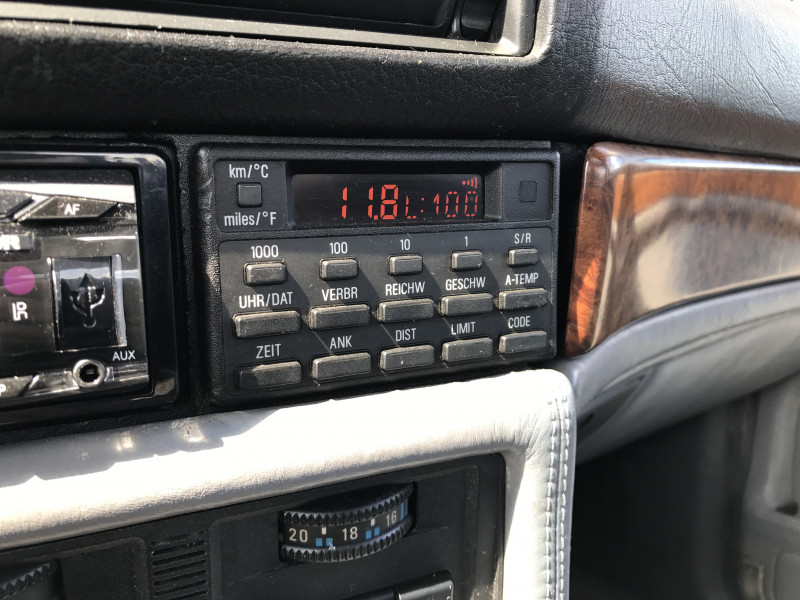 km/°C
miles/°F
11.8 L:100
1000 100 10 1 S/R
UHR/DAT VERBR REICHW GESCHW A-TEMP
ZEIT ANK DIST LIMIT CODE
AF
AUX
20 18 16